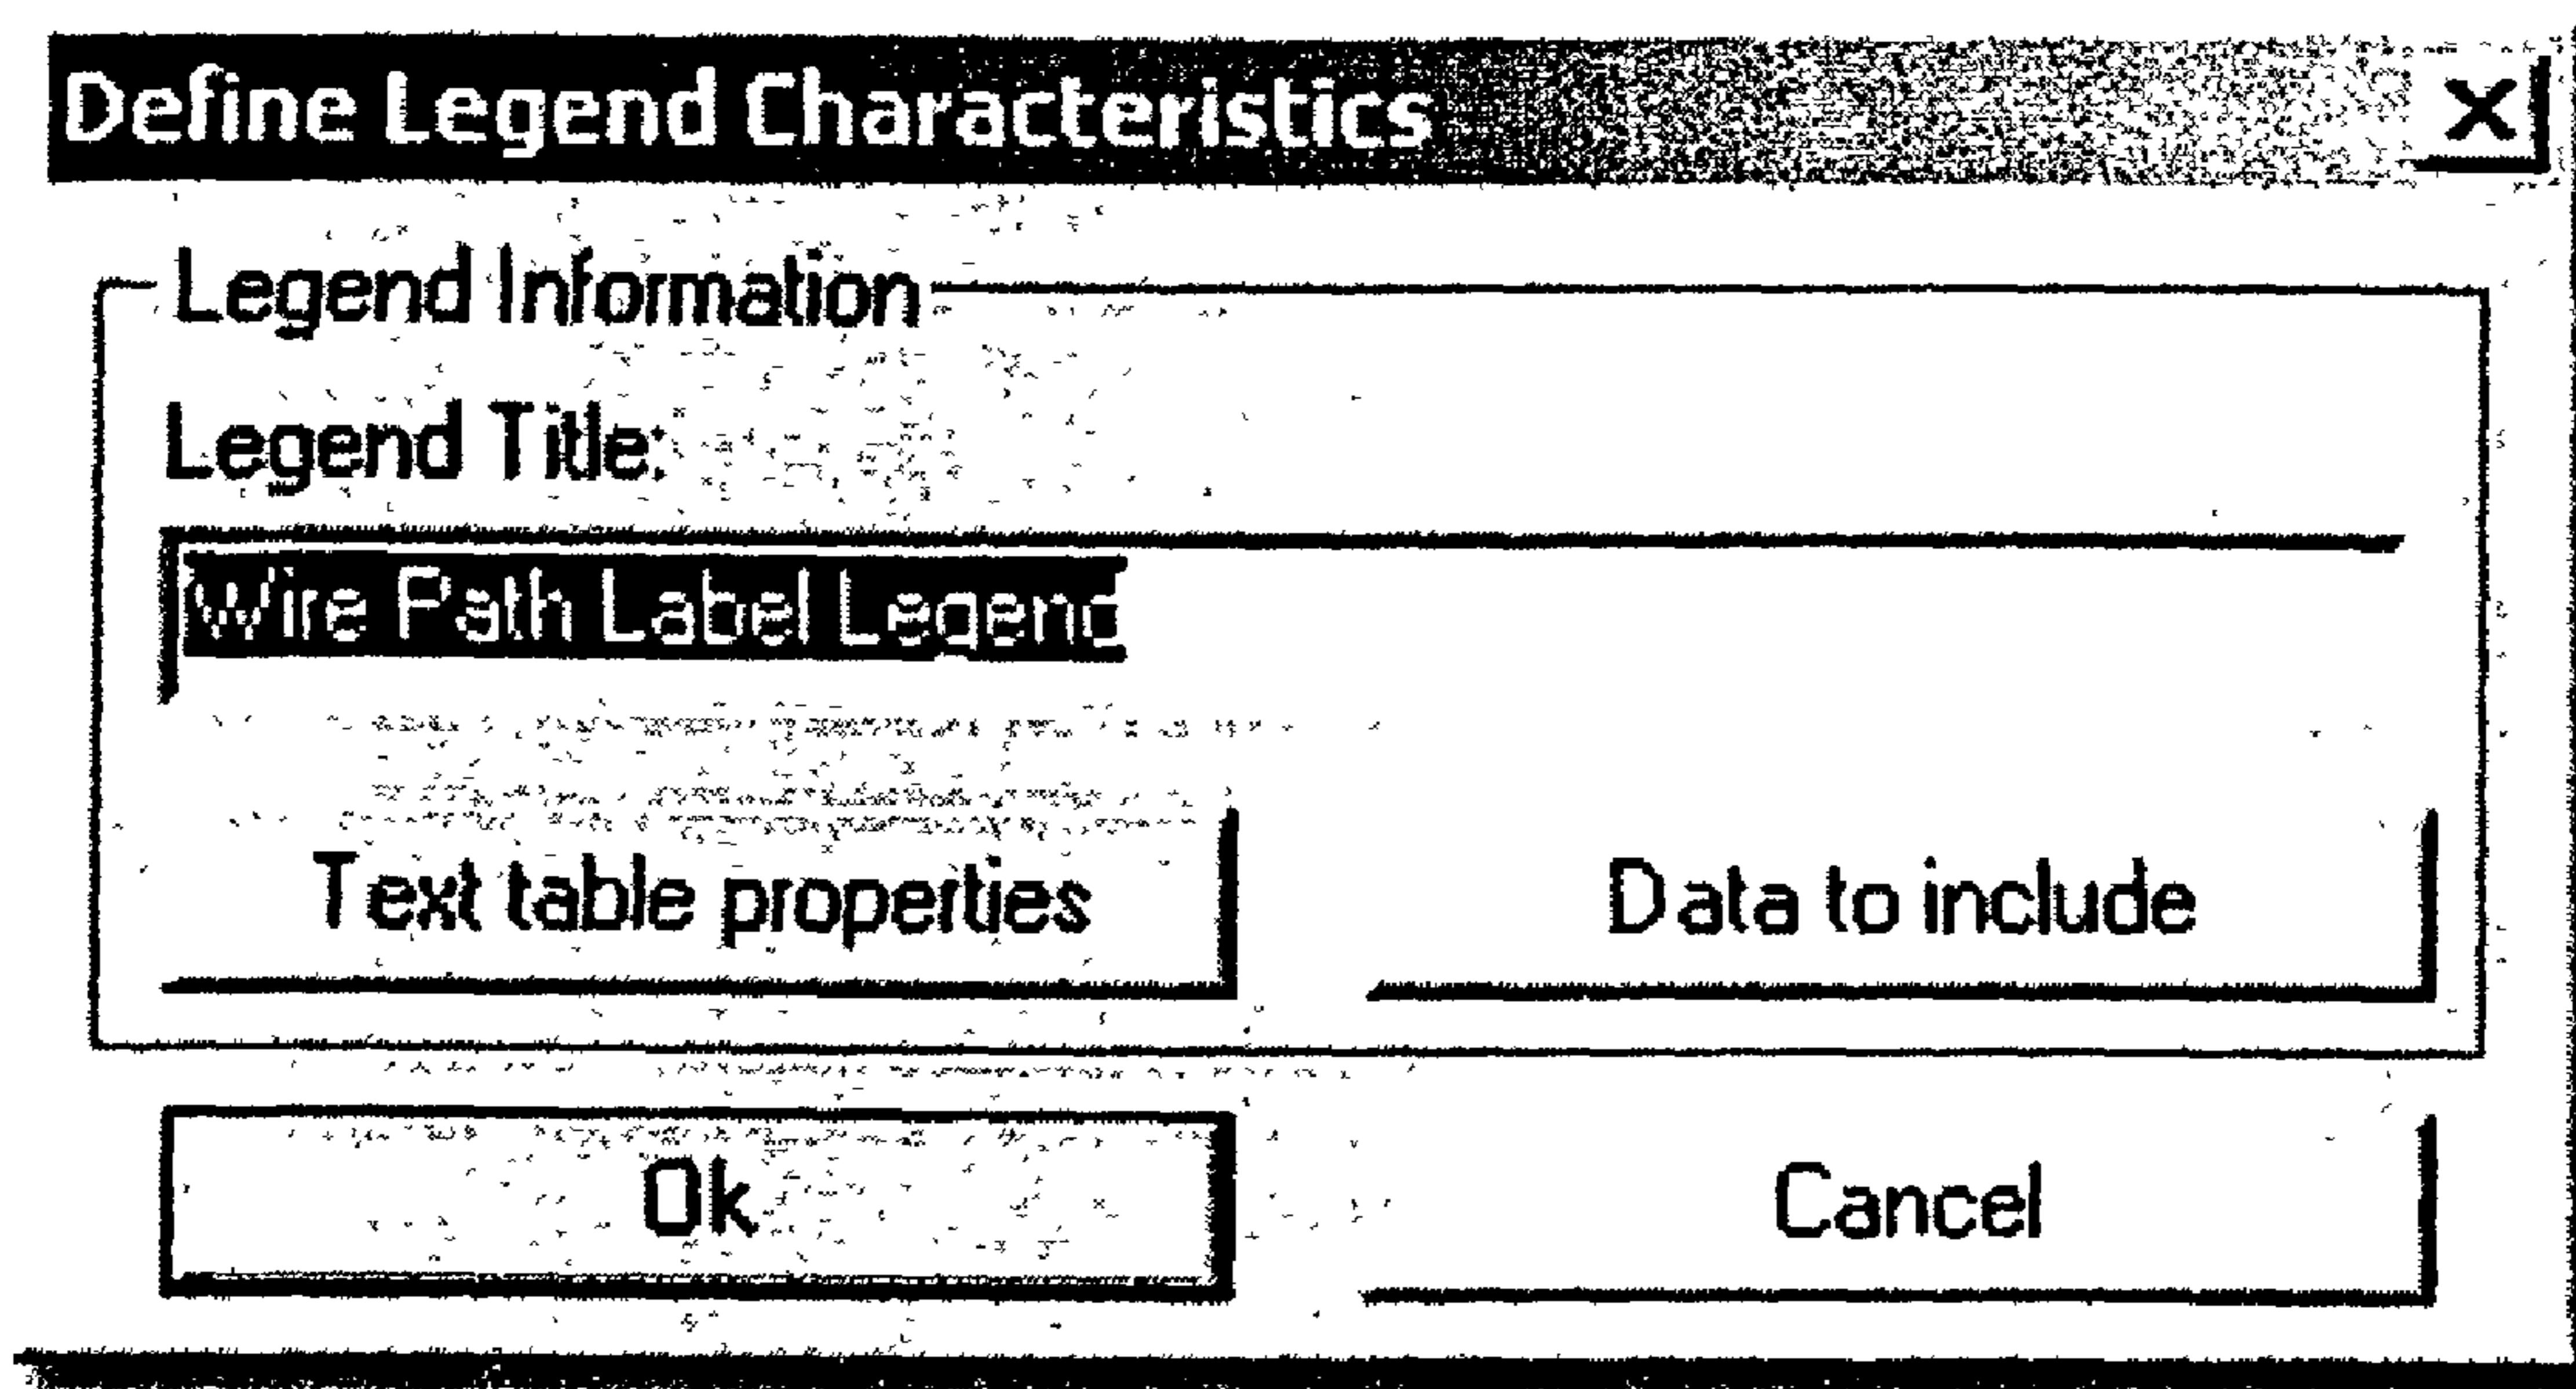 Define Legend Characteristics
Legend Information
Legend Title:
Wire Path Label Legend
Text table properties
Data to include
Ok
Cancel